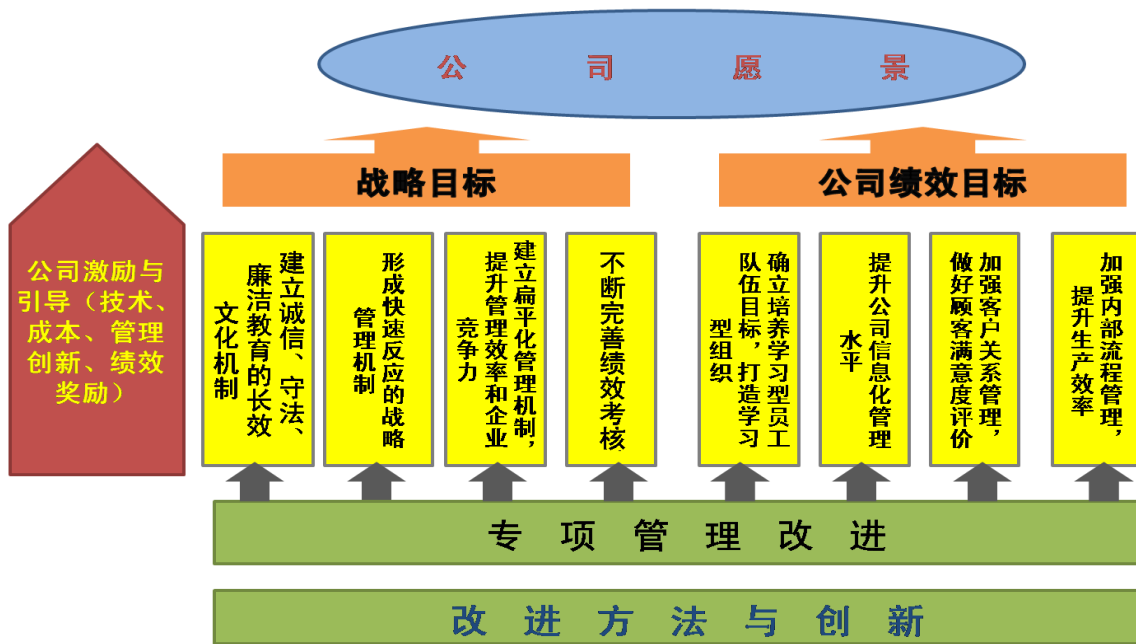 公司愿景
战略目标
公司绩效目标
公司激励与
引导（技术、
成本、管理
创新、绩效
奖励）
建立诚信、守法、
廉洁教育的长效
文化机制
形成快速反应的战略
管理机制
建立扁平化管理机制，
提升管理效率和企业
竞争力
不断完善绩效考核
确立培养学习型员工
队伍目标，打造学习
型组织
提升公司信息化管理
水平
加强客户关系管理，
做好顾客满意度评价
加强内部流程管理，
提升生产效率
专项管理改进
改进方法与创新